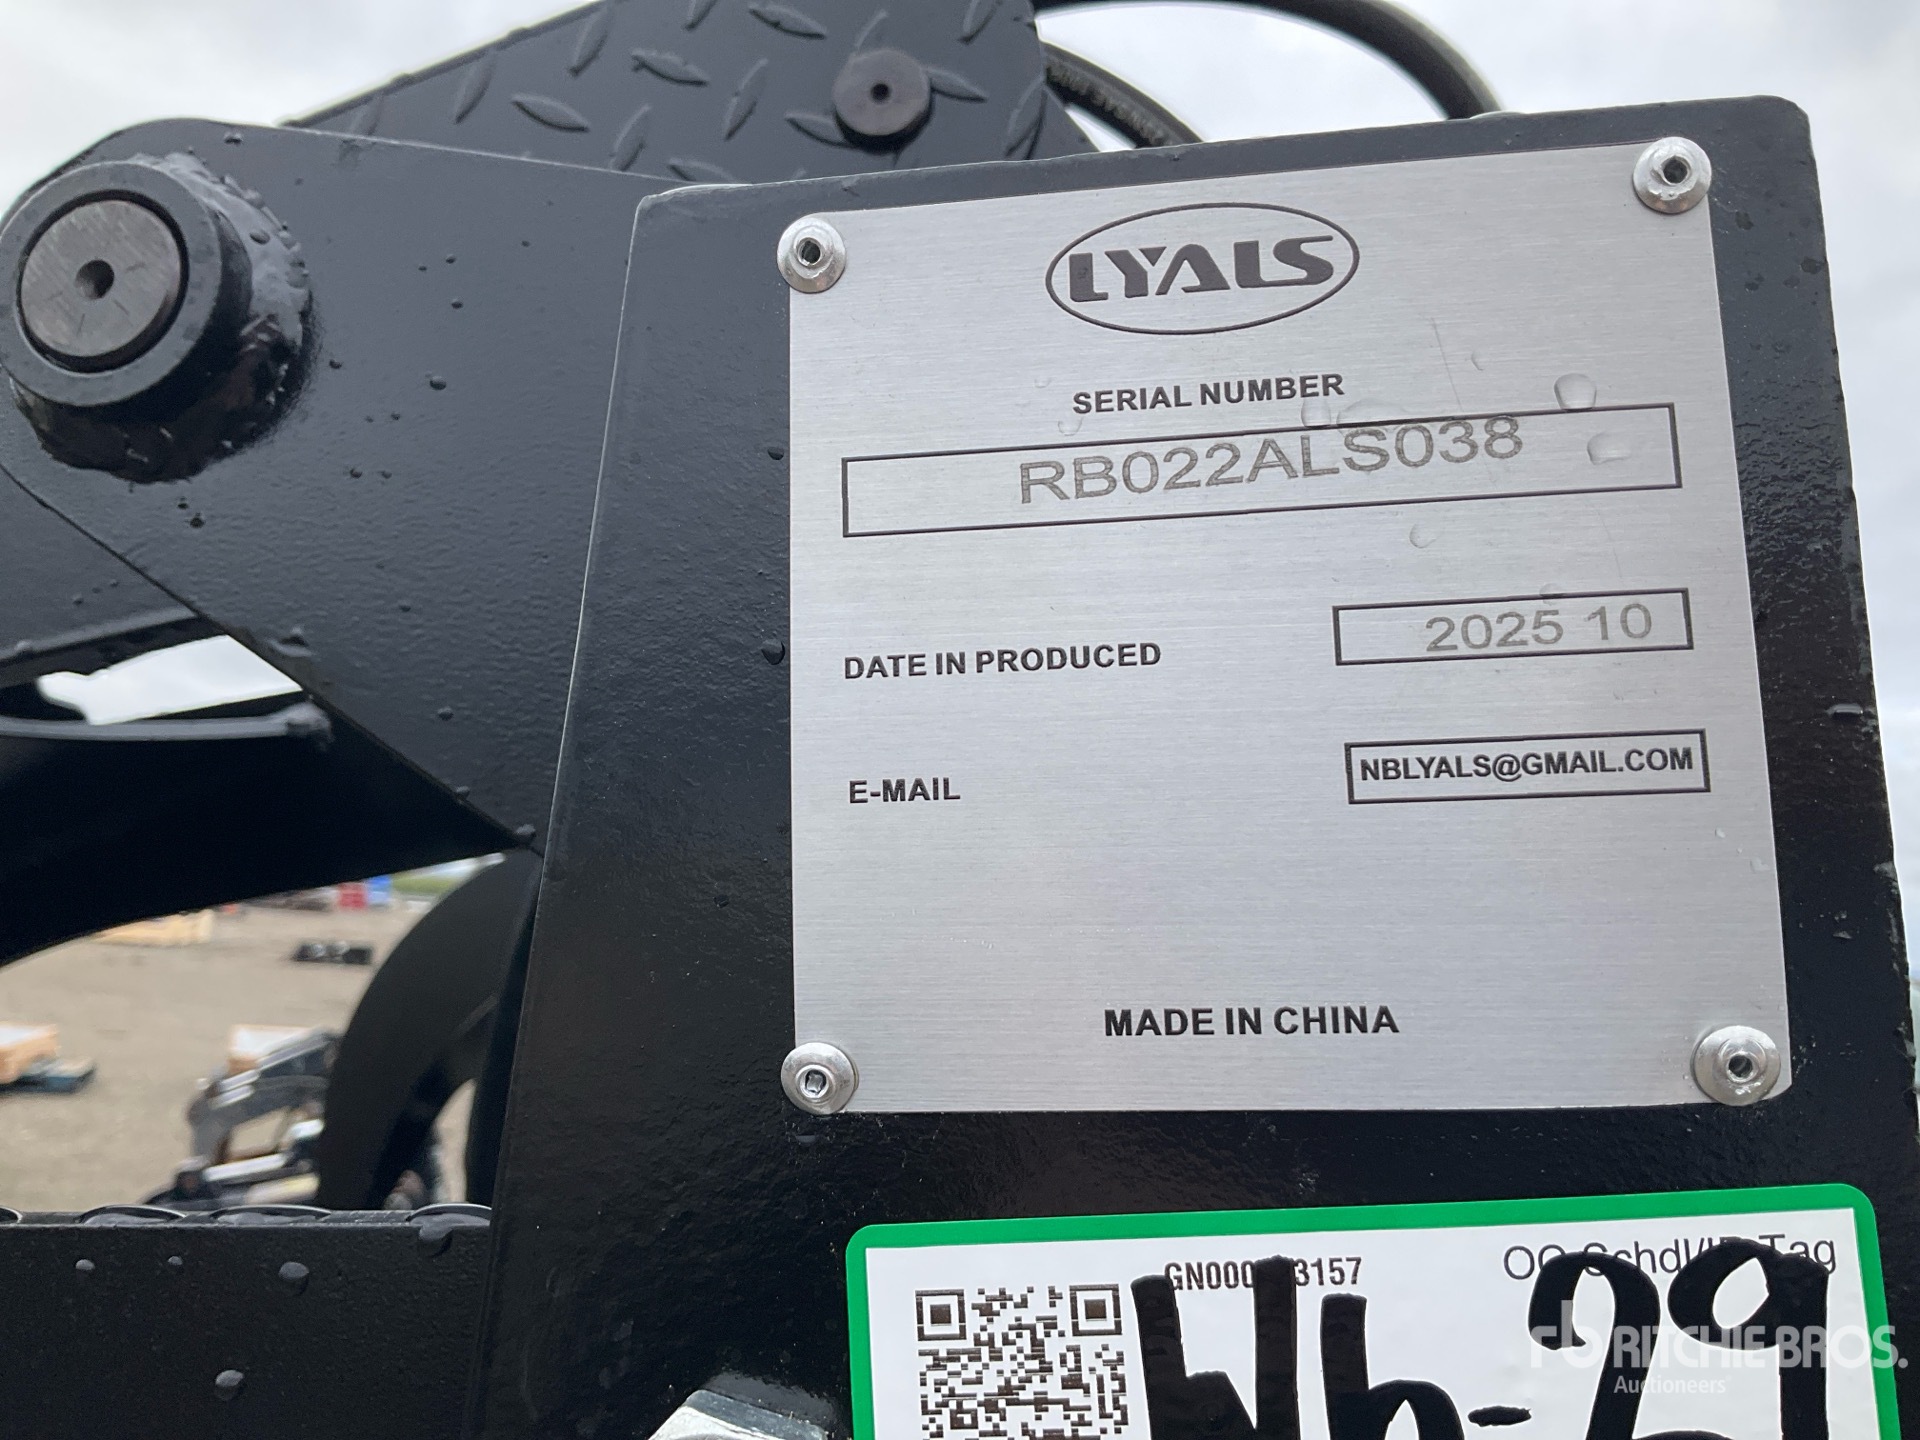 LYALS
SERIAL NUMBER
RB022ALS038
DATE IN PRODUCED
2025 10
E-MAIL
NBLYALS@GMAIL.COM
MADE IN CHINA
Tag
RITCHIE BROS.
Auctioneers